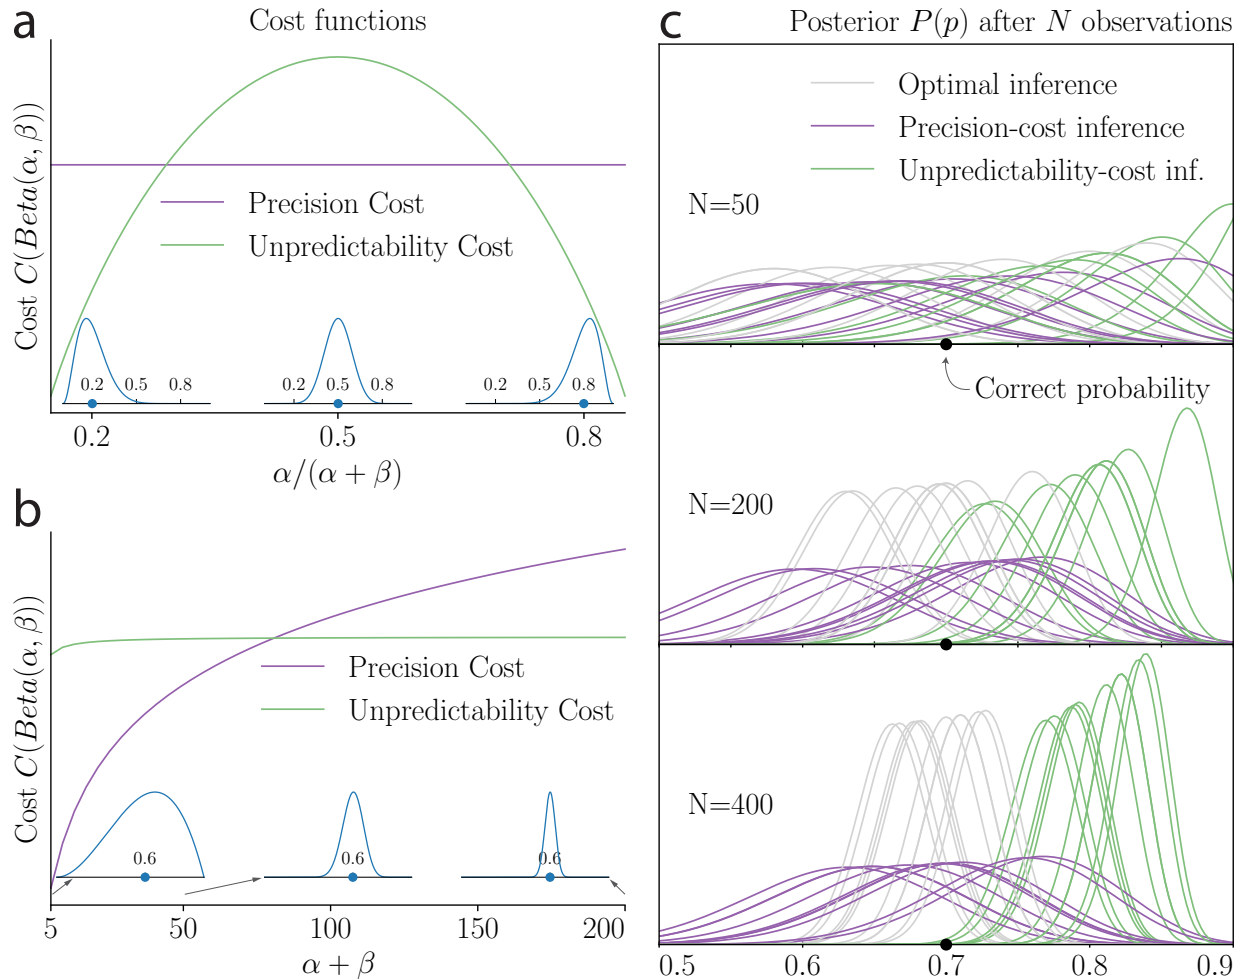 a
Cost functions
Cost C(Beta(α, β))
Precision Cost
Unpredictability Cost
0.2 0.5 0.8
0.2 0.5 0.8
0.2 0.5 0.8
0.2 0.5 0.8
α/(α + β)
b
Cost C(Beta(α, β))
Precision Cost
Unpredictability Cost
0.6 0.6 0.6
5 50 100 150 200
α + β
c
Posterior P(p) after N observations
Optimal inference
Precision-cost inference
Unpredictability-cost inf.
N=50
Correct probability
N=200
N=400
0.5 0.6 0.7 0.8 0.9